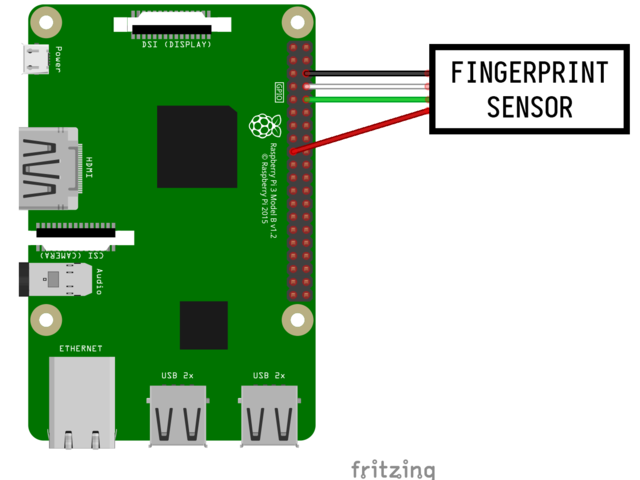 DSI (DISPLAY)
Power
GPIO
FINGERPRINT
SENSOR
HDMI
Raspberry Pi 3 Model B v1.2
© Raspberry Pi 2015
CSI (CAMERA)
Audio
ETHERNET
USB 2x
USB 2x
fritzing